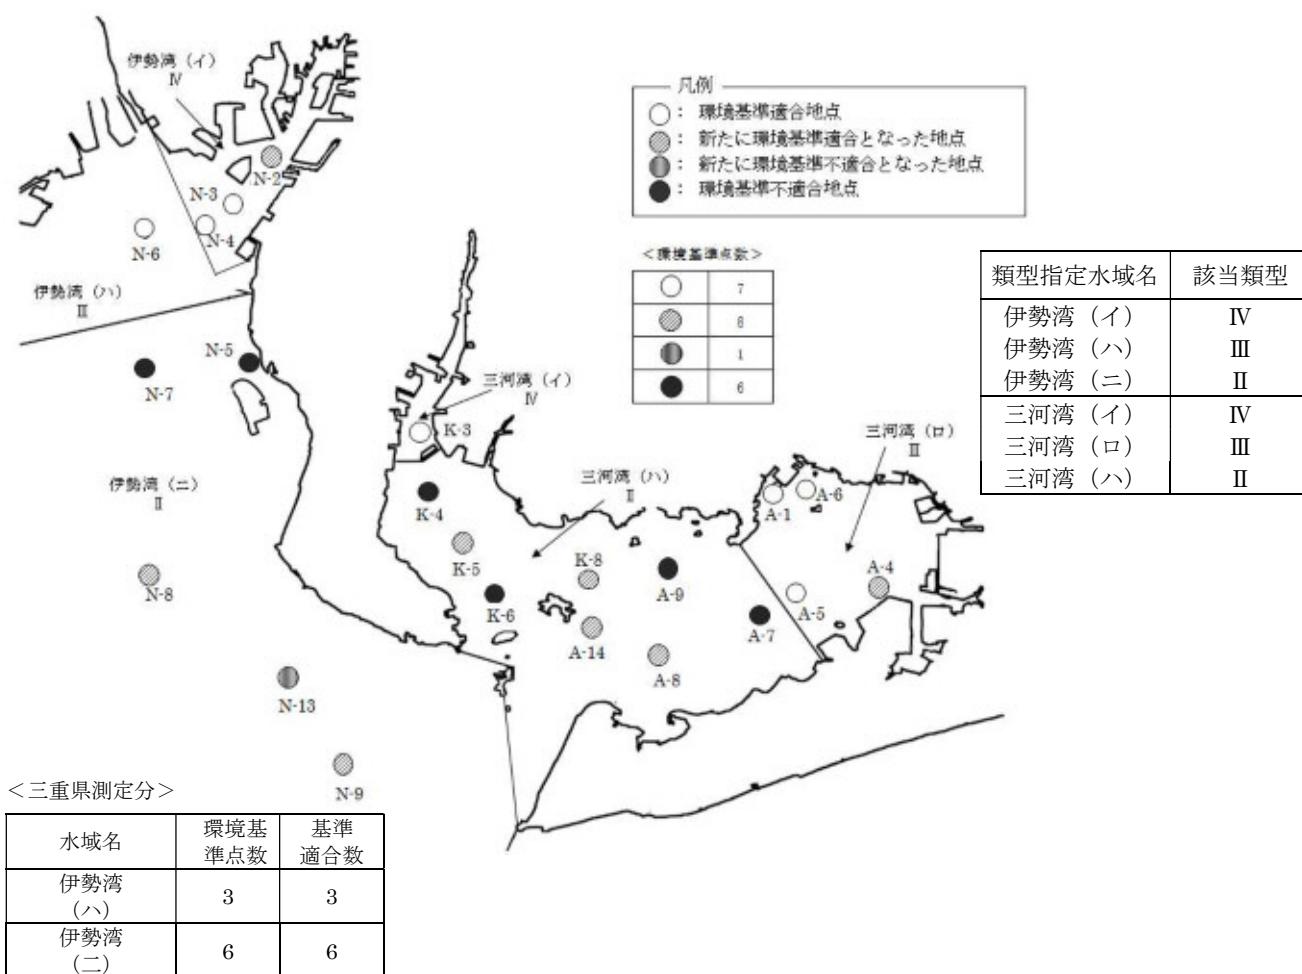 伊勢湾（イ）
Ⅳ
凡例
○： 環境基準適合地点
： 新たに環境基準適合となった地点
： 新たに環境基準不適合となった地点
●： 環境基準不適合地点
N-2
N-3
N-4
N-6
伊勢湾（ハ）
Ⅲ
＜環境基準点数＞
○ 7
8
1
● 6
類型指定水域名 該当類型
伊勢湾（イ） Ⅳ
伊勢湾（ハ） Ⅲ
伊勢湾（ニ） Ⅱ
三河湾（イ） Ⅳ
三河湾（ロ） Ⅲ
三河湾（ハ） Ⅱ
N-5
N-7
三河湾（イ）
Ⅳ
K-3
三河湾（ロ）
Ⅲ
伊勢湾（ニ）
Ⅱ
三河湾（ハ）
Ⅱ
A-6
A-1
K-4
K-5
K-8
A-4
N-8
K-6
A-9
A-5
A-7
A-14
A-8
N-13
N-9
＜三重県測定分＞
水域名 環境基準点数 基準適合数
伊勢湾
（ハ） 3 3
伊勢湾
（ニ） 6 6